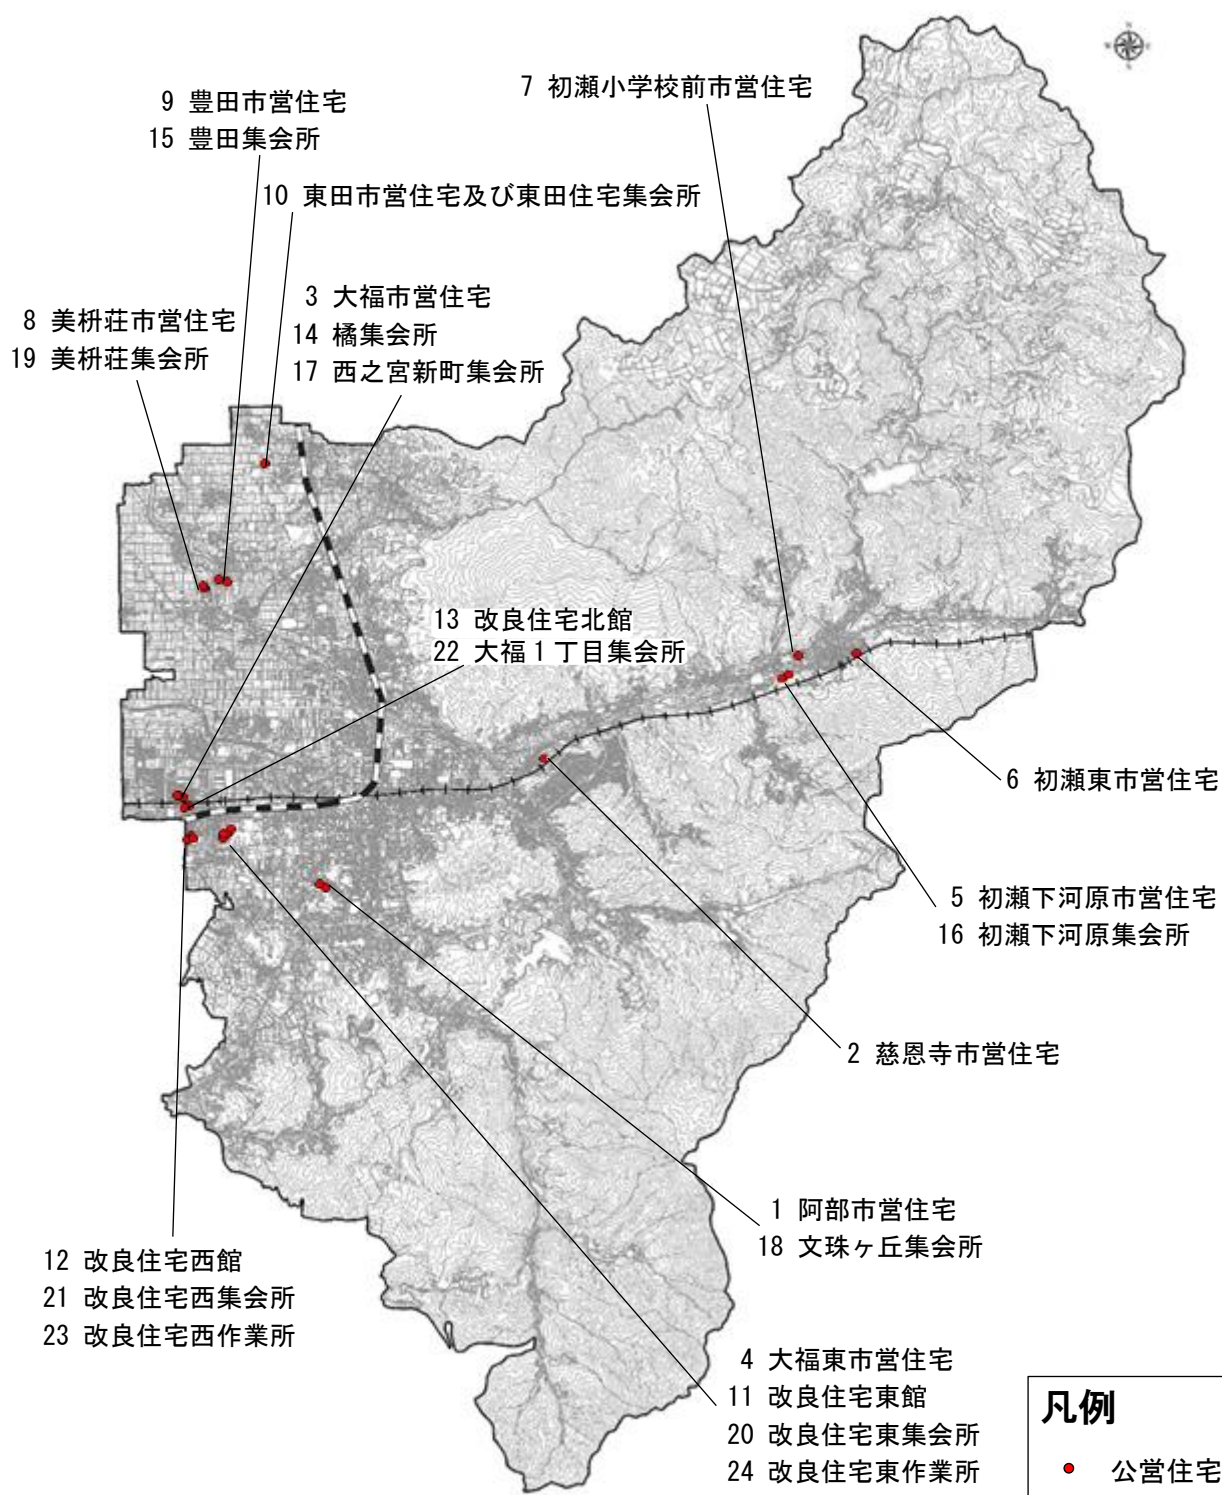 7 初瀬小学校前市営住宅
9 豊田市営住宅
15 豊田集会所
10 東田市営住宅及び東田住宅集会所
3 大福市営住宅
14 橘集会所
17 西之宮新町集会所
8 美枡荘市営住宅
19 美枡荘集会所
13 改良住宅北館
22 大福1丁目集会所
6 初瀬東市営住宅
5 初瀬下河原市営住宅
16 初瀬下河原集会所
2 慈恩寺市営住宅
1 阿部市営住宅
18 文珠ヶ丘集会所
12 改良住宅西館
21 改良住宅西集会所
23 改良住宅西作業所
4 大福東市営住宅
11 改良住宅東館
20 改良住宅東集会所
24 改良住宅東作業所
凡例
公営住宅